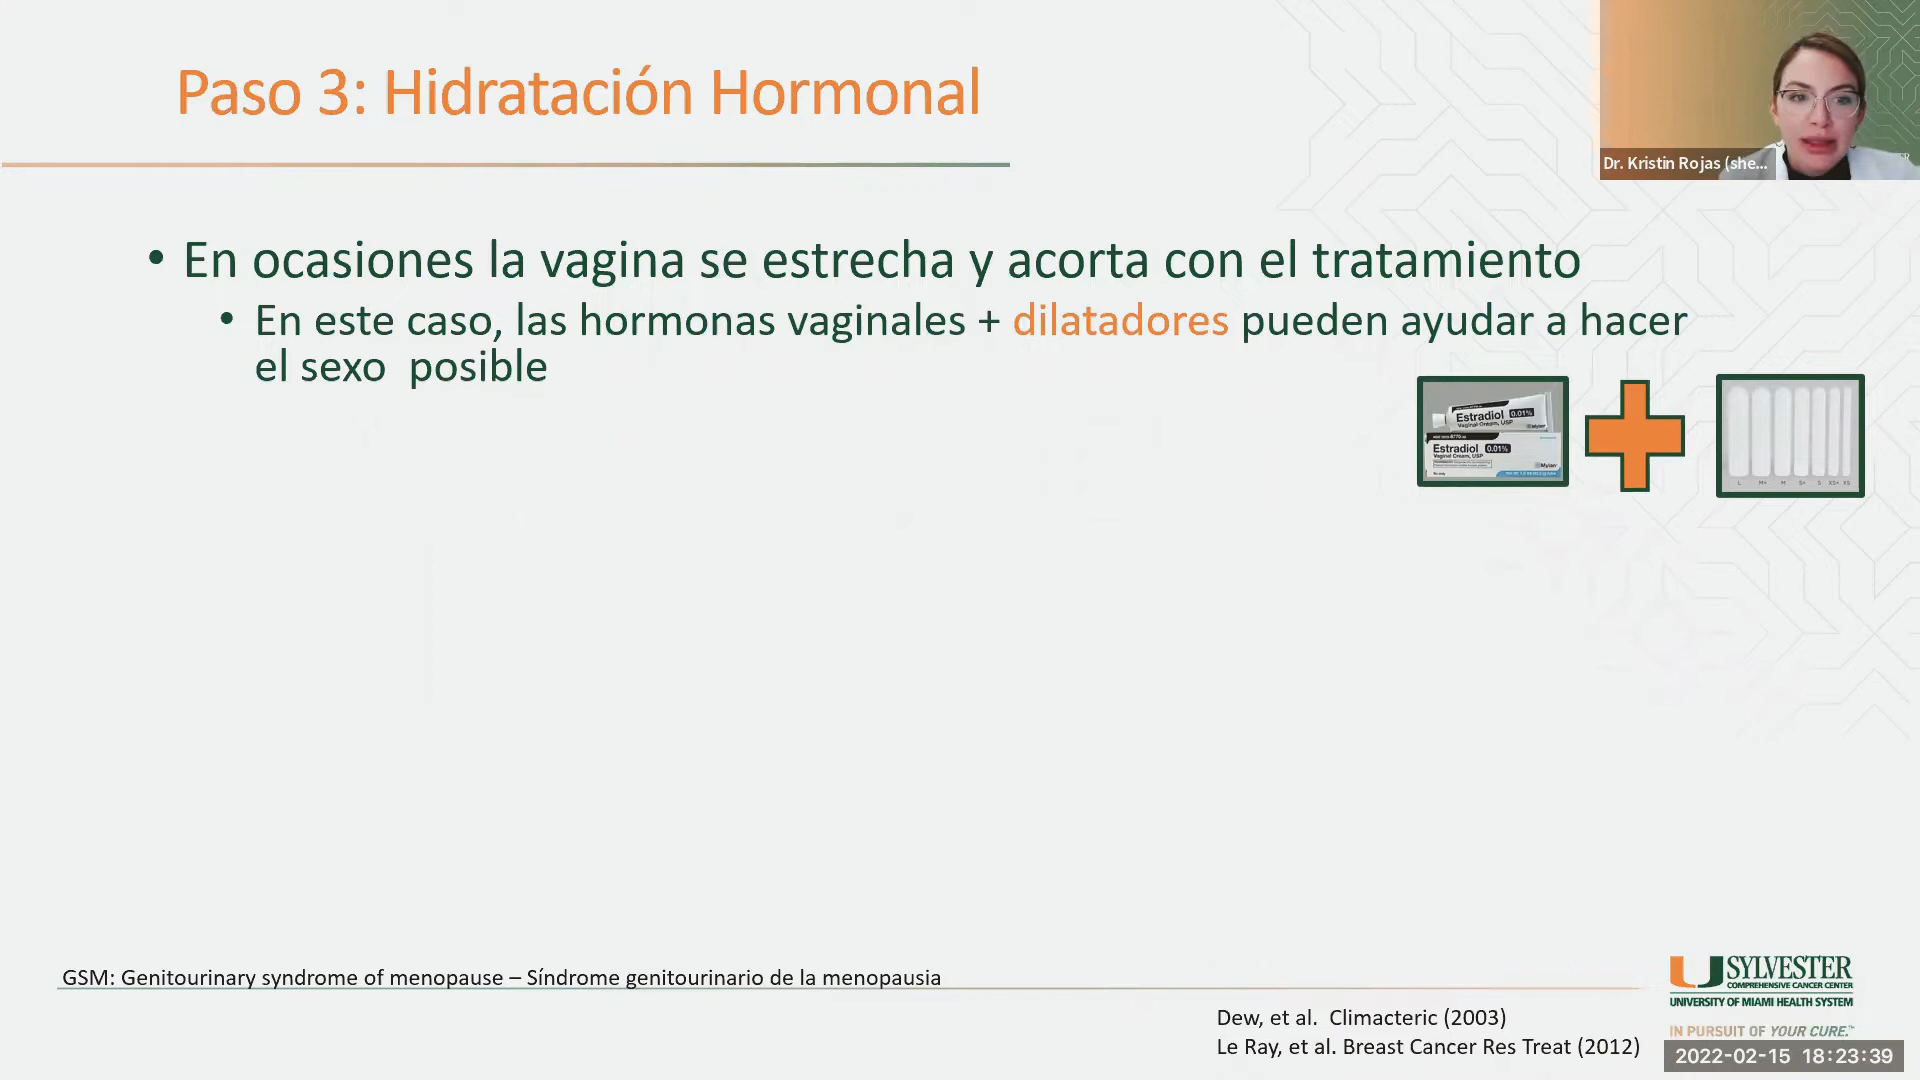 Paso 3: Hidratación Hormonal
Dr. Kristin Rojas (she...
• En ocasiones la vagina se estrecha y acorta con el tratamiento
• En este caso, las hormonas vaginales + dilatadores pueden ayudar a hacer
el sexo posible
Estradiol 0.01%
Vaginal Cream, USP
Mylan
Estradiol 0.01%
Vaginal Cream, USP
Mylan
L M+ M S+ S XS+ XS
GSM: Genitourinary syndrome of menopause – Síndrome genitourinario de la menopausia
Dew, et al. Climacteric (2003)
Le Ray, et al. Breast Cancer Res Treat (2012)
SYLVESTER
COMPREHENSIVE CANCER CENTER
UNIVERSITY OF MIAMI HEALTH SYSTEM
IN PURSUIT OF YOUR CURE.™
2022-02-15 18:23:39